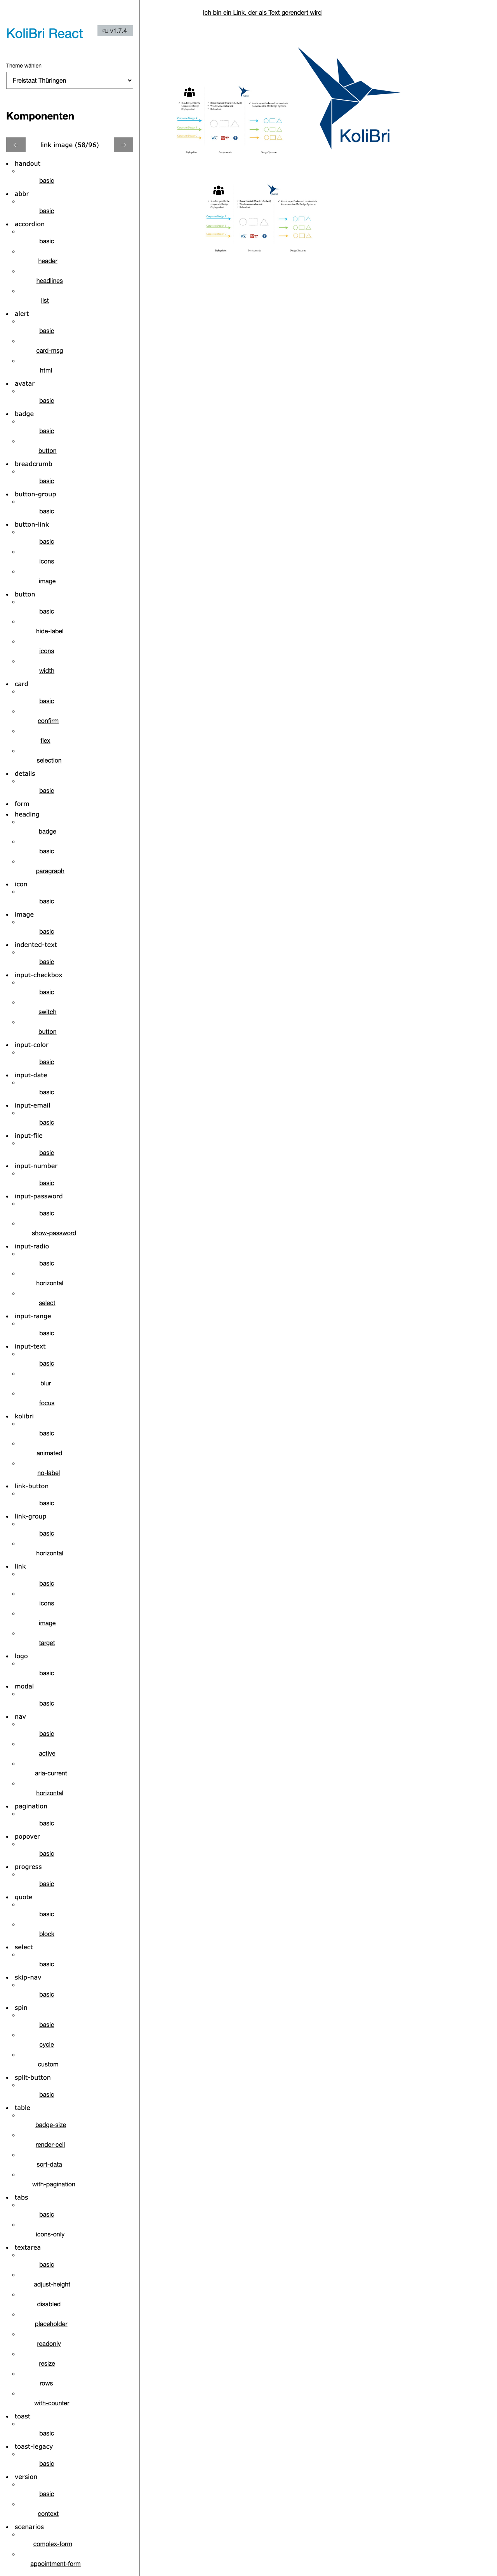 KoliBri React
v1.7.4
Theme wählen
Freistaat Thüringen
Komponenten
link image (58/96)
handout
basic
abbr
basic
accordion
basic
header
headlines
list
alert
basic
card-msg
html
avatar
basic
badge
basic
button
breadcrumb
basic
button-group
basic
button-link
basic
icons
image
button
basic
hide-label
icons
width
card
basic
confirm
flex
selection
details
basic
form
heading
badge
basic
paragraph
icon
basic
image
basic
indented-text
basic
input-checkbox
basic
switch
button
input-color
basic
input-date
basic
input-email
basic
input-file
basic
input-number
basic
input-password
basic
show-password
input-radio
basic
horizontal
select
input-range
basic
input-text
basic
blur
focus
kolibri
basic
animated
no-label
link-button
basic
link-group
basic
horizontal
link
basic
icons
image
target
logo
basic
modal
basic
nav
basic
active
aria-current
horizontal
pagination
basic
popover
basic
progress
basic
quote
basic
block
select
basic
skip-nav
basic
spin
basic
cycle
custom
split-button
basic
table
badge-size
render-cell
sort-data
with-pagination
tabs
basic
icons-only
textarea
basic
adjust-height
disabled
placeholder
readonly
resize
rows
with-counter
toast
basic
toast-legacy
basic
version
basic
context
scenarios
complex-form
appointment-form
Ich bin ein Link, der als Text gerendert wird
KoliBri